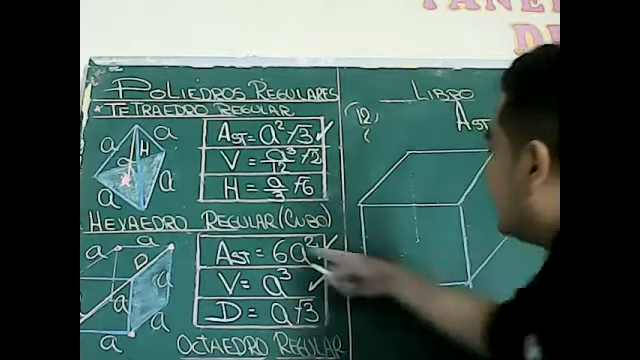 POLIEDROS REGULARES
* TETRAEDRO REGULAR
a a
H
a a
AST = a² √3
V = a³/12 √2
H = a/3 √6
HEXAEDRO REGULAR (CUBO)
a
D
a a
a a
AST = 6a²
V = a³
D = a√3
OCTAEDRO REGULAR
LIBRO
12)
AST